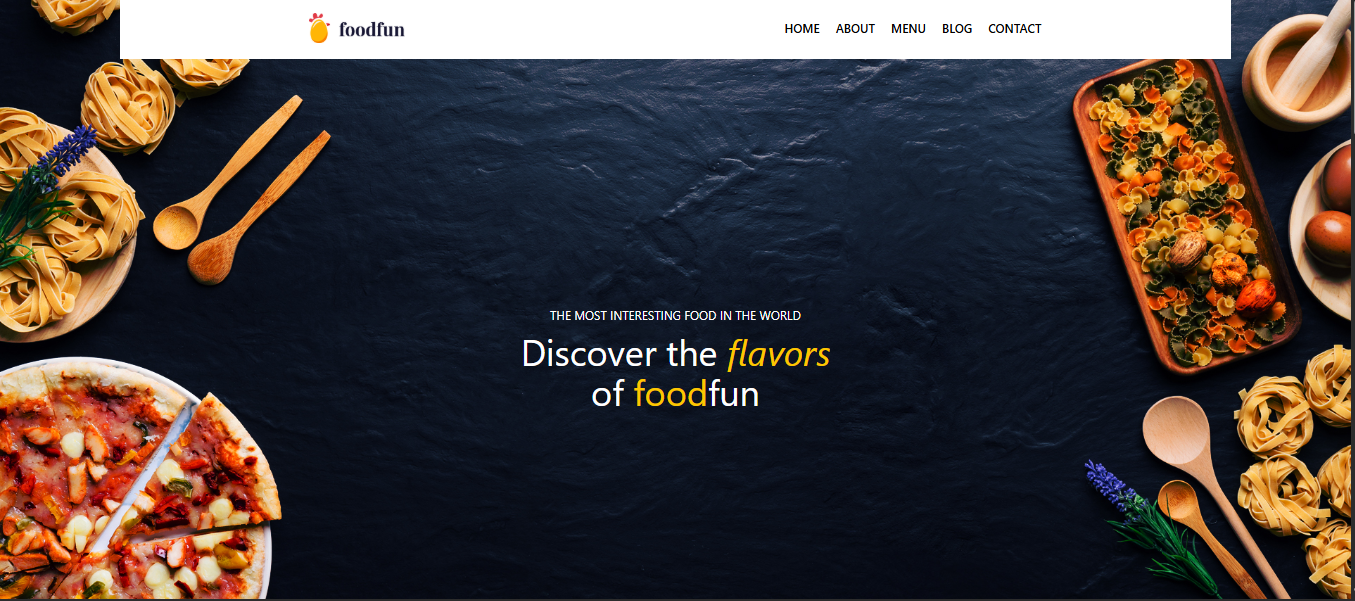 foodfun
HOME ABOUT MENU BLOG CONTACT
THE MOST INTERESTING FOOD IN THE WORLD
Discover the flavors
of foodfun